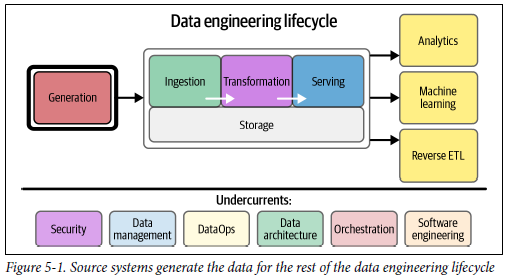 Data engineering lifecycle
Generation
Ingestion
Transformation
Serving
Storage
Analytics
Machine
learning
Reverse ETL
Undercurrents:
Security
Data
management
DataOps
Data
architecture
Orchestration
Software
engineering
Figure 5-1. Source systems generate the data for the rest of the data engineering lifecycle